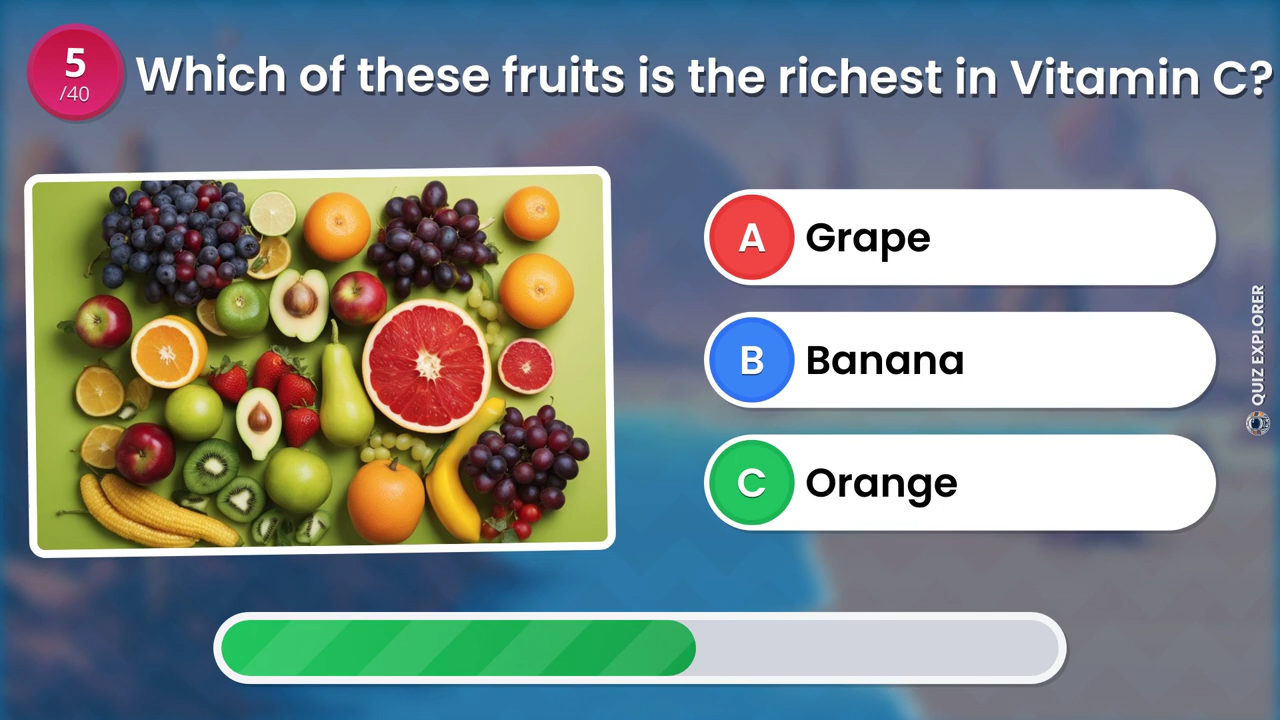 5
/40
Which of these fruits is the richest in Vitamin C?
A Grape
B Banana
C Orange
QUIZ EXPLORER